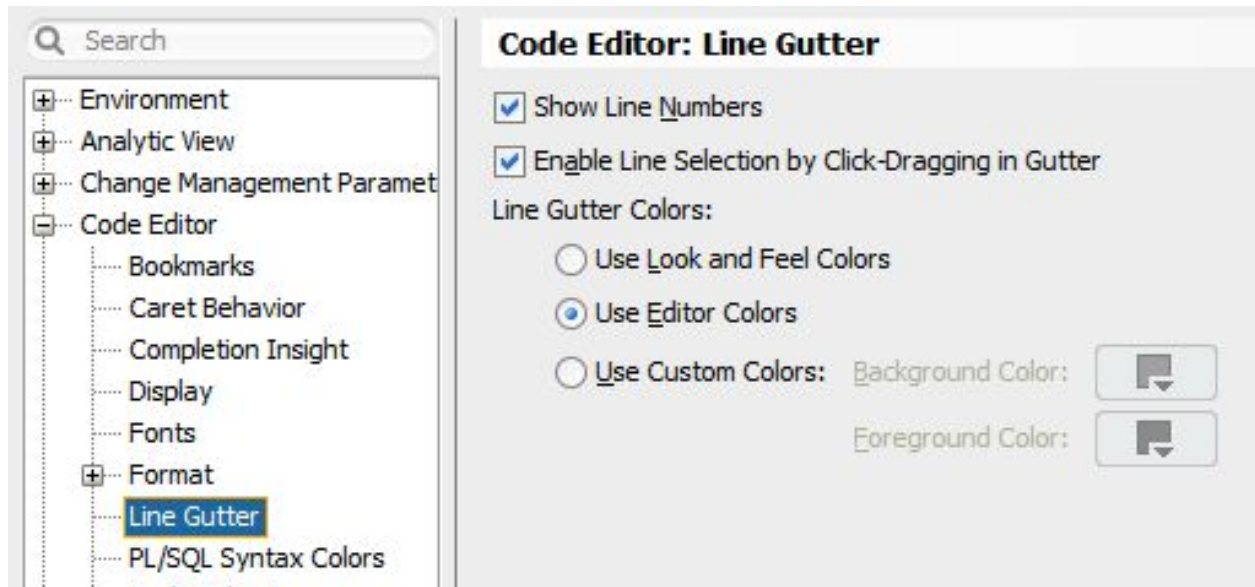 Search
Environment
Analytic View
Change Management Paramet
Code Editor
Bookmarks
Caret Behavior
Completion Insight
Display
Fonts
Format
Line Gutter
PL/SQL Syntax Colors
Code Editor: Line Gutter
Show Line Numbers
Enable Line Selection by Click-Dragging in Gutter
Line Gutter Colors:
Use Look and Feel Colors
Use Editor Colors
Use Custom Colors: Background Color:
Foreground Color: